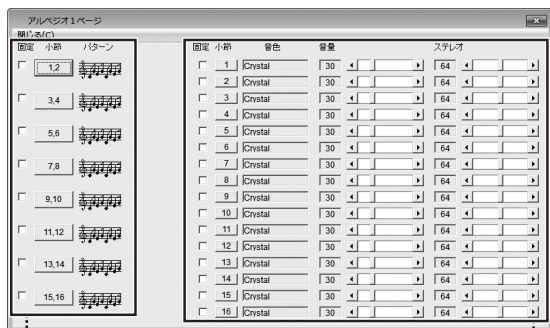 アルペジオ1ページ
閉じる(C)
固定 小節 パターン
1,2
3,4
5,6
7,8
9,10
11,12
13,14
15,16
固定 小節 音色 音量 ステレオ
1 Crystal 30 64
2 Crystal 30 64
3 Crystal 30 64
4 Crystal 30 64
5 Crystal 30 64
6 Crystal 30 64
7 Crystal 30 64
8 Crystal 30 64
9 Crystal 30 64
10 Crystal 30 64
11 Crystal 30 64
12 Crystal 30 64
13 Crystal 30 64
14 Crystal 30 64
15 Crystal 30 64
16 Crystal 30 64